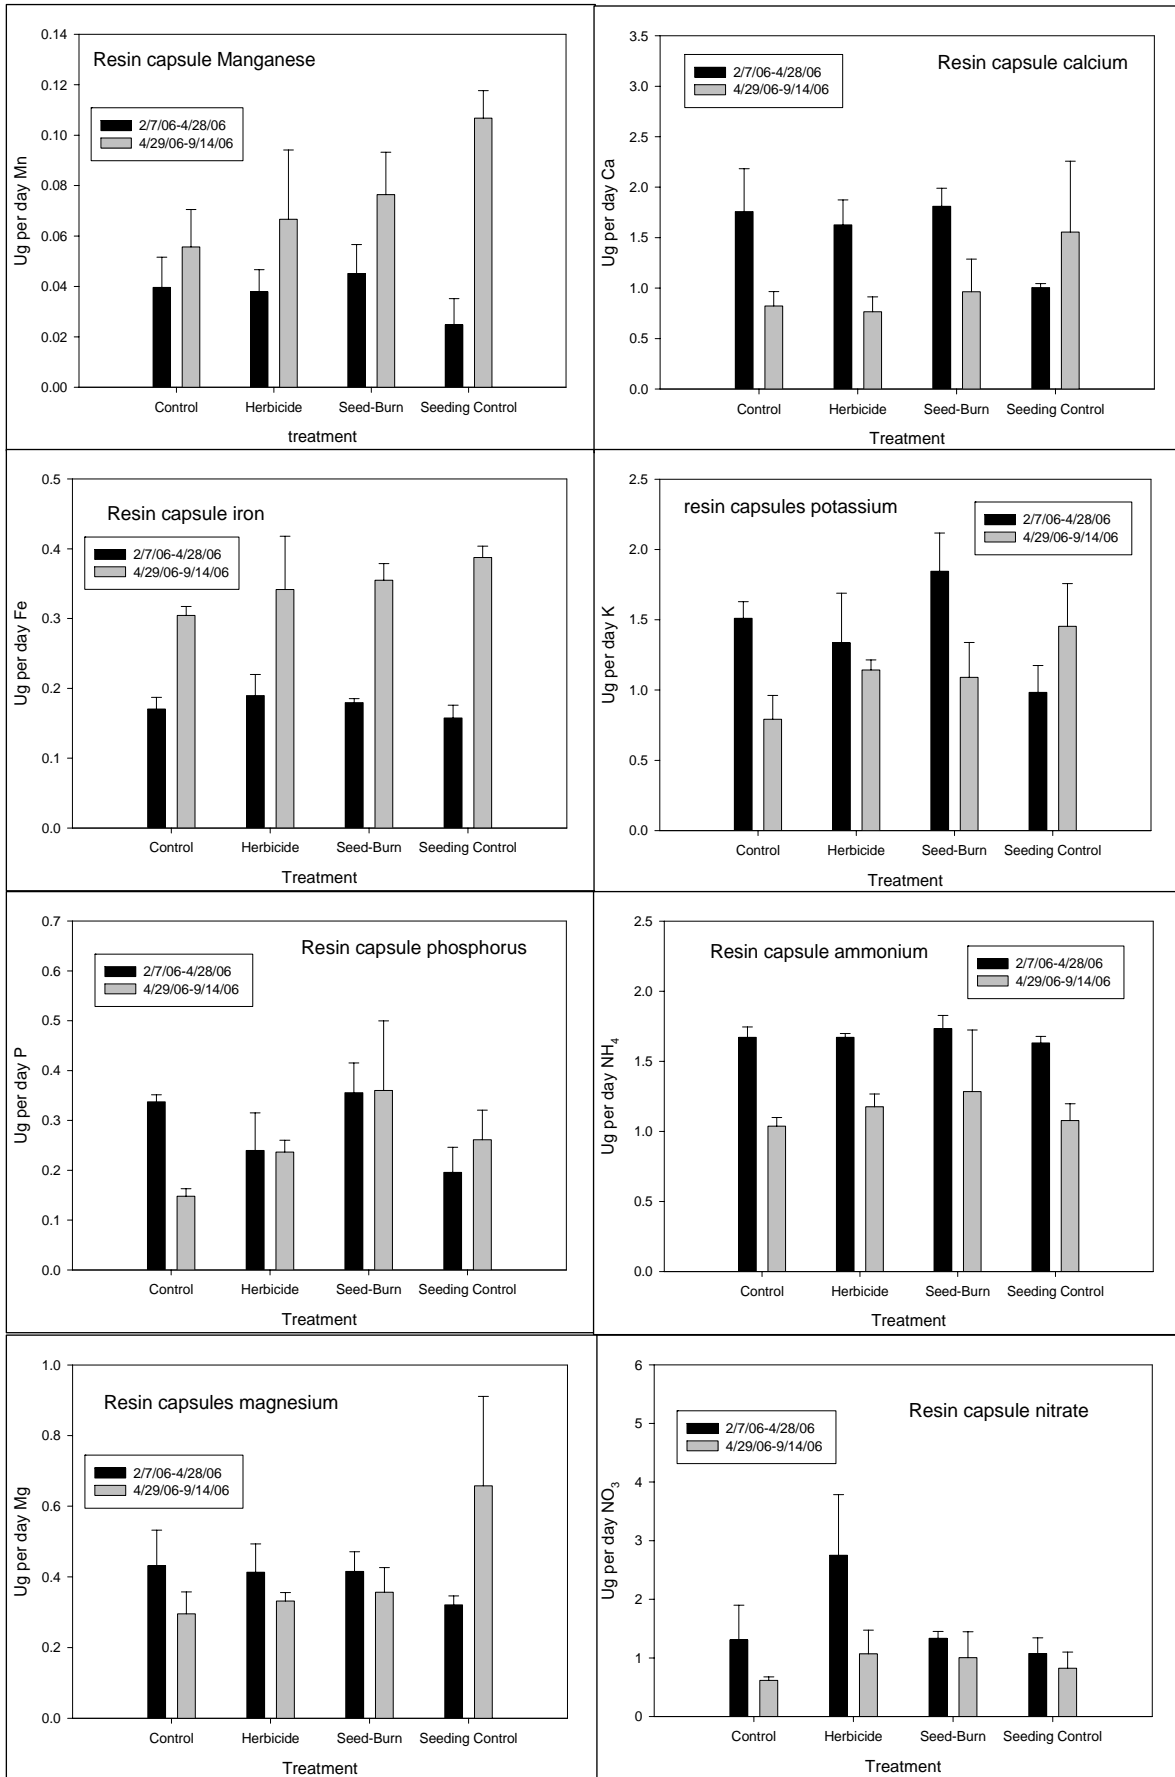 Resin capsule Manganese
2/7/06-4/28/06
4/29/06-9/14/06
Ug per day Mn
0.14
0.12
0.10
0.08
0.06
0.04
0.02
0.00
Control Herbicide Seed-Burn Seeding Control
treatment
Resin capsule calcium
2/7/06-4/28/06
4/29/06-9/14/06
Ug per day Ca
3.5
3.0
2.5
2.0
1.5
1.0
0.5
0.0
Control Herbicide Seed-Burn Seeding Control
Treatment
Resin capsule iron
2/7/06-4/28/06
4/29/06-9/14/06
Ug per day Fe
0.5
0.4
0.3
0.2
0.1
0.0
Control Herbicide Seed-Burn Seeding Control
Treatment
resin capsules potassium
2/7/06-4/28/06
4/29/06-9/14/06
Ug per day K
2.5
2.0
1.5
1.0
0.5
0.0
Control Herbicide Seed-Burn Seeding Control
Treatment
Resin capsule phosphorus
2/7/06-4/28/06
4/29/06-9/14/06
Ug per day P
0.7
0.6
0.5
0.4
0.3
0.2
0.1
0.0
Control Herbicide Seed-Burn Seeding Control
Treatment
Resin capsule ammonium
2/7/06-4/28/06
4/29/06-9/14/06
Ug per day NH4
2.5
2.0
1.5
1.0
0.5
0.0
Control Herbicide Seed-Burn Seeding Control
Treatment
Resin capsules magnesium
2/7/06-4/28/06
4/29/06-9/14/06
Ug per day Mg
1.0
0.8
0.6
0.4
0.2
0.0
Control Herbicide Seed-Burn Seeding Control
Treatment
Resin capsule nitrate
2/7/06-4/28/06
4/29/06-9/14/06
Ug per day NO3
6
5
4
3
2
1
0
Control Herbicide Seed-Burn Seeding Control
Treatment